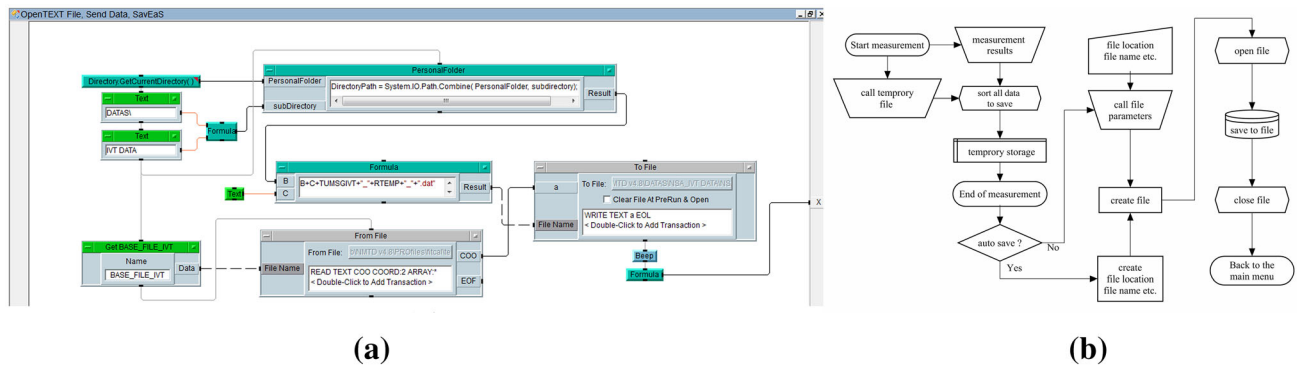 OpenTEXT File, Send Data, SavEaS
Directory.GetCurrentDirectory( )
Text
DATAS\
Text
IVT DATA
Formula
PersonalFolder
PersonalFolder
subDirectory
DirectoryPath = System.IO.Path.Combine( PersonalFolder, subdirectory);
Result
Text
Formula
B
C
B+C+TUMSGIVT+"_"+RTEMP+"_"+".dat"
Result
To File
a
To File:
Clear File At PreRun & Open
File Name
WRITE TEXT a EOL
< Double-Click to Add Transaction >
Beep
Formula
X
Get BASE_FILE_IVT
Name
BASE_FILE_IVT
Data
From File
From File:
File Name
READ TEXT COO COORD:2 ARRAY:*
< Double-Click to Add Transaction >
COO
EOF
(a)
Start measurement
measurement
results
call temprory
file
sort all data
to save
temprory storage
End of measurement
auto save ?
No
Yes
create
file location
file name etc.
file location
file name etc.
call file
parameters
create file
open file
save to file
close file
Back to the
main menu
(b)